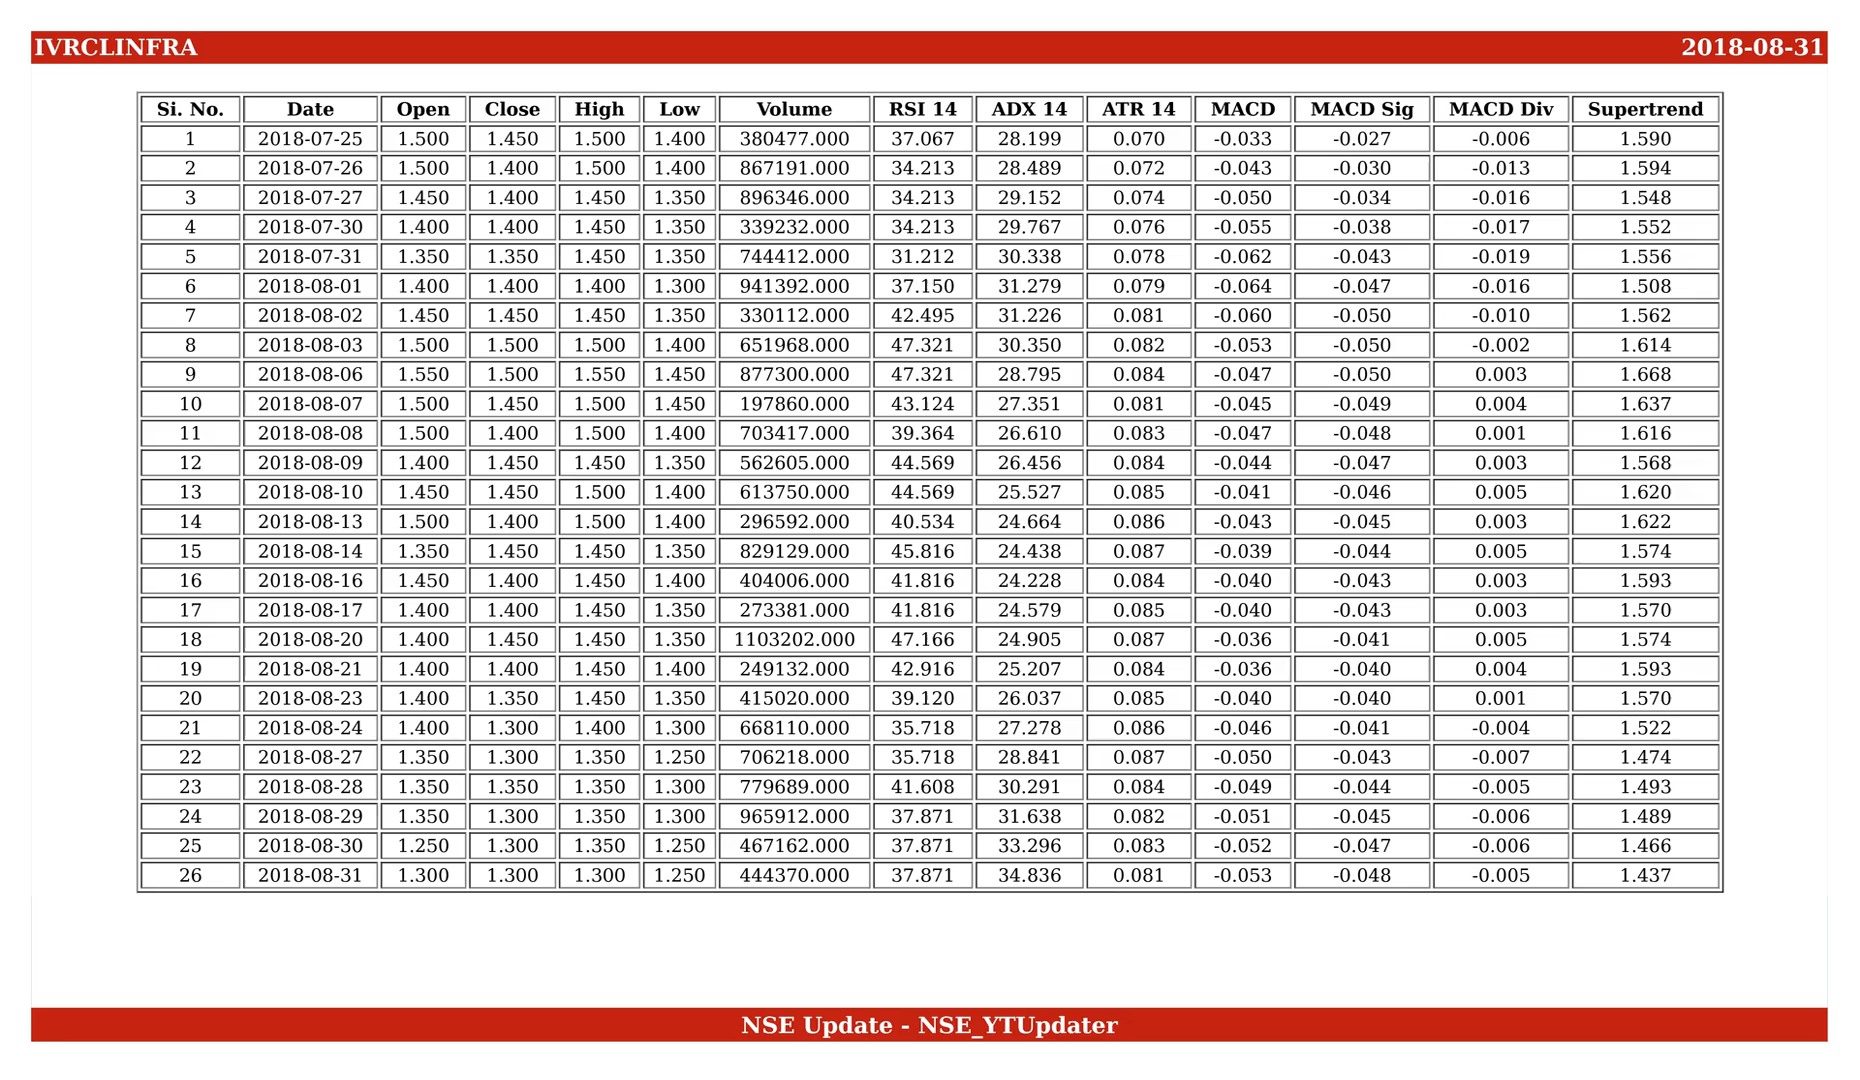 IVRCLINFRA 2018-08-31
Si. No. Date Open Close High Low Volume RSI 14 ADX 14 ATR 14 MACD MACD Sig MACD Div Supertrend
1 2018-07-25 1.500 1.450 1.500 1.400 380477.000 37.067 28.199 0.070 -0.033 -0.027 -0.006 1.590
2 2018-07-26 1.500 1.400 1.500 1.400 867191.000 34.213 28.489 0.072 -0.043 -0.030 -0.013 1.594
3 2018-07-27 1.450 1.400 1.450 1.350 896346.000 34.213 29.152 0.074 -0.050 -0.034 -0.016 1.548
4 2018-07-30 1.400 1.400 1.450 1.350 339232.000 34.213 29.767 0.076 -0.055 -0.038 -0.017 1.552
5 2018-07-31 1.350 1.350 1.450 1.350 744412.000 31.212 30.338 0.078 -0.062 -0.043 -0.019 1.556
6 2018-08-01 1.400 1.400 1.400 1.300 941392.000 37.150 31.279 0.079 -0.064 -0.047 -0.016 1.508
7 2018-08-02 1.450 1.450 1.450 1.350 330112.000 42.495 31.226 0.081 -0.060 -0.050 -0.010 1.562
8 2018-08-03 1.500 1.500 1.500 1.400 651968.000 47.321 30.350 0.082 -0.053 -0.050 -0.002 1.614
9 2018-08-06 1.550 1.500 1.550 1.450 877300.000 47.321 28.795 0.084 -0.047 -0.050 0.003 1.668
10 2018-08-07 1.500 1.450 1.500 1.450 197860.000 43.124 27.351 0.081 -0.045 -0.049 0.004 1.637
11 2018-08-08 1.500 1.400 1.500 1.400 703417.000 39.364 26.610 0.083 -0.047 -0.048 0.001 1.616
12 2018-08-09 1.400 1.450 1.450 1.350 562605.000 44.569 26.456 0.084 -0.044 -0.047 0.003 1.568
13 2018-08-10 1.450 1.450 1.500 1.400 613750.000 44.569 25.527 0.085 -0.041 -0.046 0.005 1.620
14 2018-08-13 1.500 1.400 1.500 1.400 296592.000 40.534 24.664 0.086 -0.043 -0.045 0.003 1.622
15 2018-08-14 1.350 1.450 1.450 1.350 829129.000 45.816 24.438 0.087 -0.039 -0.044 0.005 1.574
16 2018-08-16 1.450 1.400 1.450 1.400 404006.000 41.816 24.228 0.084 -0.040 -0.043 0.003 1.593
17 2018-08-17 1.400 1.400 1.450 1.350 273381.000 41.816 24.579 0.085 -0.040 -0.043 0.003 1.570
18 2018-08-20 1.400 1.450 1.450 1.350 1103202.000 47.166 24.905 0.087 -0.036 -0.041 0.005 1.574
19 2018-08-21 1.400 1.400 1.450 1.400 249132.000 42.916 25.207 0.084 -0.036 -0.040 0.004 1.593
20 2018-08-23 1.400 1.350 1.450 1.350 415020.000 39.120 26.037 0.085 -0.040 -0.040 0.001 1.570
21 2018-08-24 1.400 1.300 1.400 1.300 668110.000 35.718 27.278 0.086 -0.046 -0.041 -0.004 1.522
22 2018-08-27 1.350 1.300 1.350 1.250 706218.000 35.718 28.841 0.087 -0.050 -0.043 -0.007 1.474
23 2018-08-28 1.350 1.350 1.350 1.300 779689.000 41.608 30.291 0.084 -0.049 -0.044 -0.005 1.493
24 2018-08-29 1.350 1.300 1.350 1.300 965912.000 37.871 31.638 0.082 -0.051 -0.045 -0.006 1.489
25 2018-08-30 1.250 1.300 1.350 1.250 467162.000 37.871 33.296 0.083 -0.052 -0.047 -0.006 1.466
26 2018-08-31 1.300 1.300 1.300 1.250 444370.000 37.871 34.836 0.081 -0.053 -0.048 -0.005 1.437
NSE Update - NSE_YTUpdater